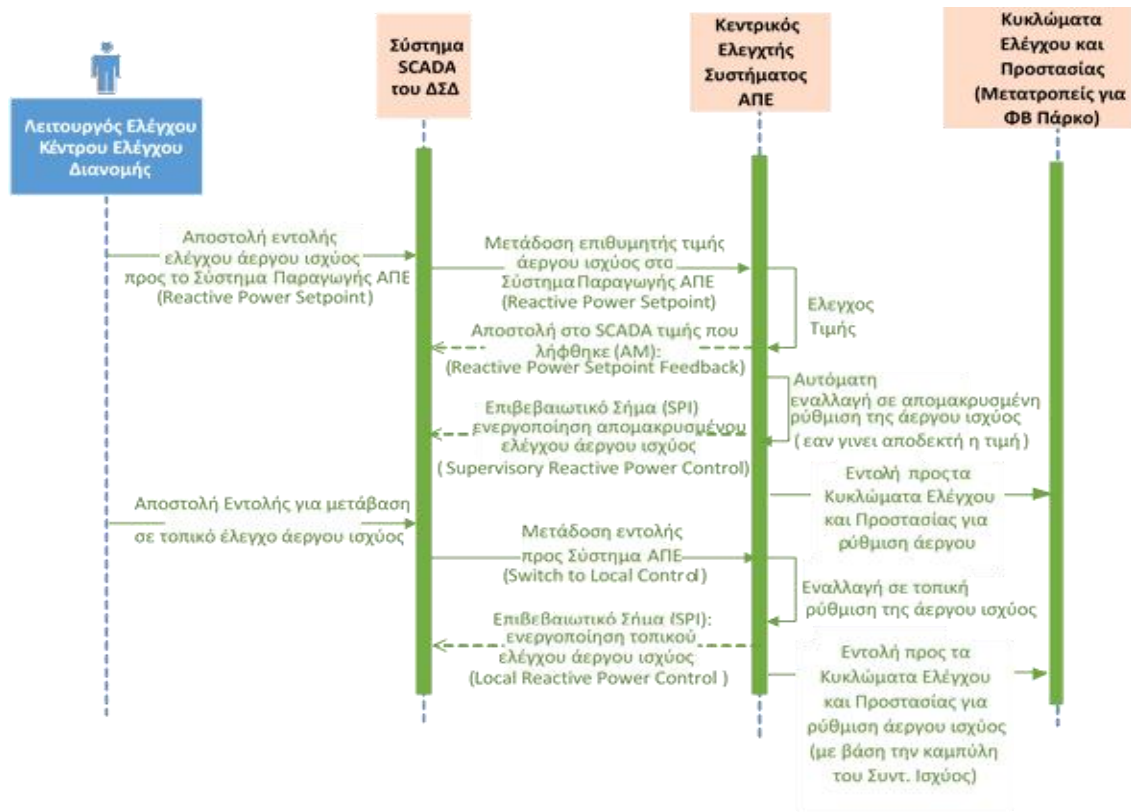 Σύστημα
SCADA
του ΔΣΔ
Κεντρικός
Ελεγχτής
Συστήματος
ΑΠΕ
Κυκλώματα
Ελέγχου και
Προστασίας
(Μετατροπείς για
ΦΒ Πάρκο)
Λειτουργός Ελέγχου
Κέντρου Ελέγχου
Διανομής
Αποστολή εντολής
ελέγχου άεργου ισχύος
προς το Σύστημα Παραγωγής ΑΠΕ
(Reactive Power Setpoint)
Μετάδοση επιθυμητής τιμής
άεργου ισχύος στο
Σύστημα Παραγωγής ΑΠΕ
(Reactive Power Setpoint)
Ελεγχος
Τιμής
Αποστολή στο SCADA τιμής που
λήφθηκε (AM):
(Reactive Power Setpoint Feedback)
Αυτόματη
εναλλαγή σε απομακρυσμένη
ρύθμιση της άεργου ισχύος
(εαν γινει αποδεκτή η τιμή)
Επιβεβαιωτικό Σήμα (SPI)
ενεργοποίηση απομακρυσμένου
ελέγχου άεργου ισχύος
(Supervisory Reactive Power Control)
Εντολή προς τα
Κυκλώματα Ελέγχου
και Προστασίας για
ρύθμιση άεργου
Αποστολή Εντολής για μετάβαση
σε τοπικό έλεγχο άεργου ισχύος
Μετάδοση εντολής
προς Σύστημα ΑΠΕ
(Switch to Local Control)
Εναλλαγή σε τοπική
ρύθμιση της άεργου ισχύος
Επιβεβαιωτικό Σήμα (SPI):
ενεργοποίηση τοπικού
ελέγχου άεργου ισχύος
(Local Reactive Power Control )
Εντολή προς τα
Κυκλώματα Ελέγχου
και Προστασίας για
ρύθμιση άεργου ισχύος
(με βάση την καμπύλη
του Συντ. Ισχύος)